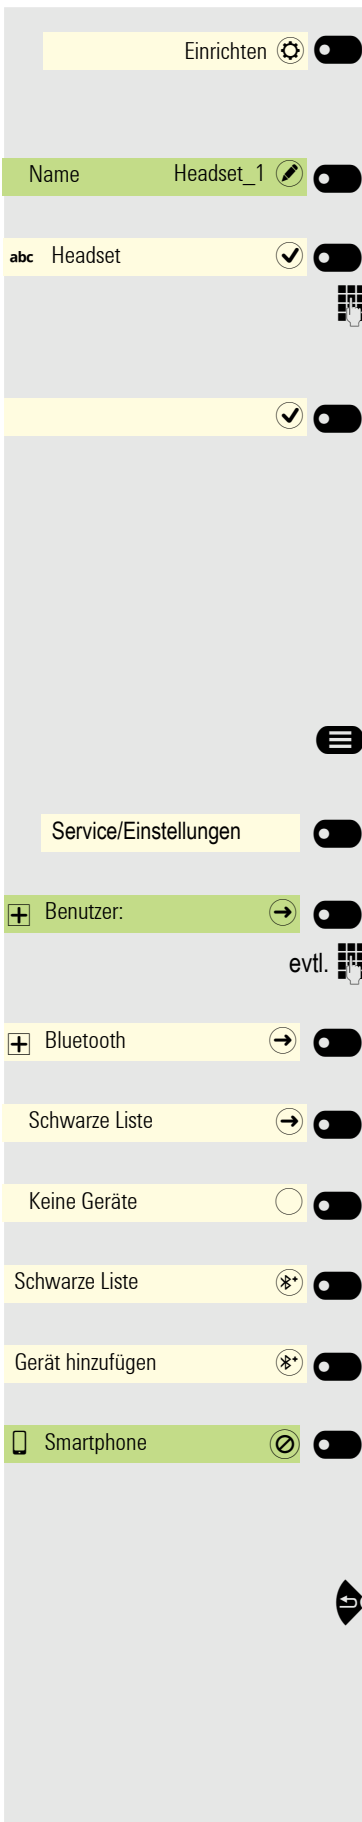 Einrichten
Name Headset_1
abc Headset
Service/Einstellungen
Benutzer:
evtl.
Bluetooth
Schwarze Liste
Keine Geräte
Schwarze Liste
Gerät hinzufügen
Smartphone